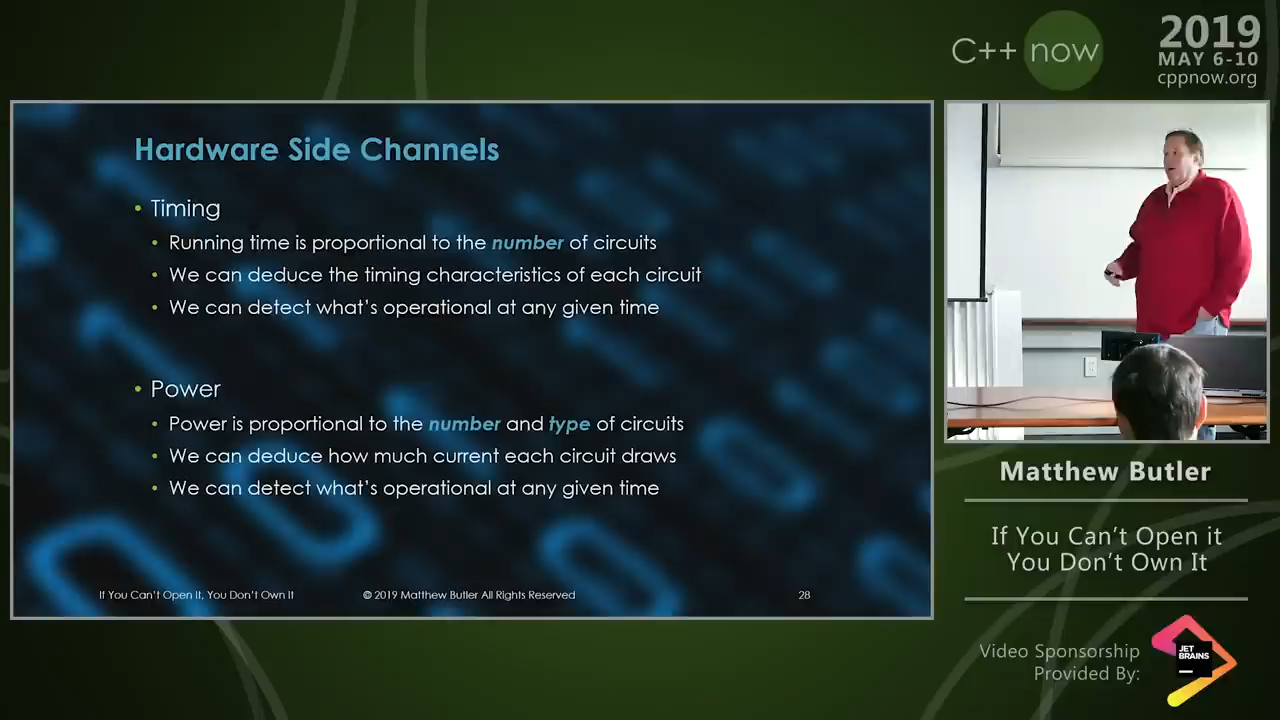 C++ now
2019
MAY 6-10
cppnow.org
Hardware Side Channels
• Timing
• Running time is proportional to the number of circuits
• We can deduce the timing characteristics of each circuit
• We can detect what's operational at any given time
• Power
• Power is proportional to the number and type of circuits
• We can deduce how much current each circuit draws
• We can detect what's operational at any given time
If You Can't Open It, You Don't Own It
© 2019 Matthew Butler All Rights Reserved
28
Matthew Butler
If You Can't Open it
You Don't Own It
Video Sponsorship
Provided By:
JET
BRAINS